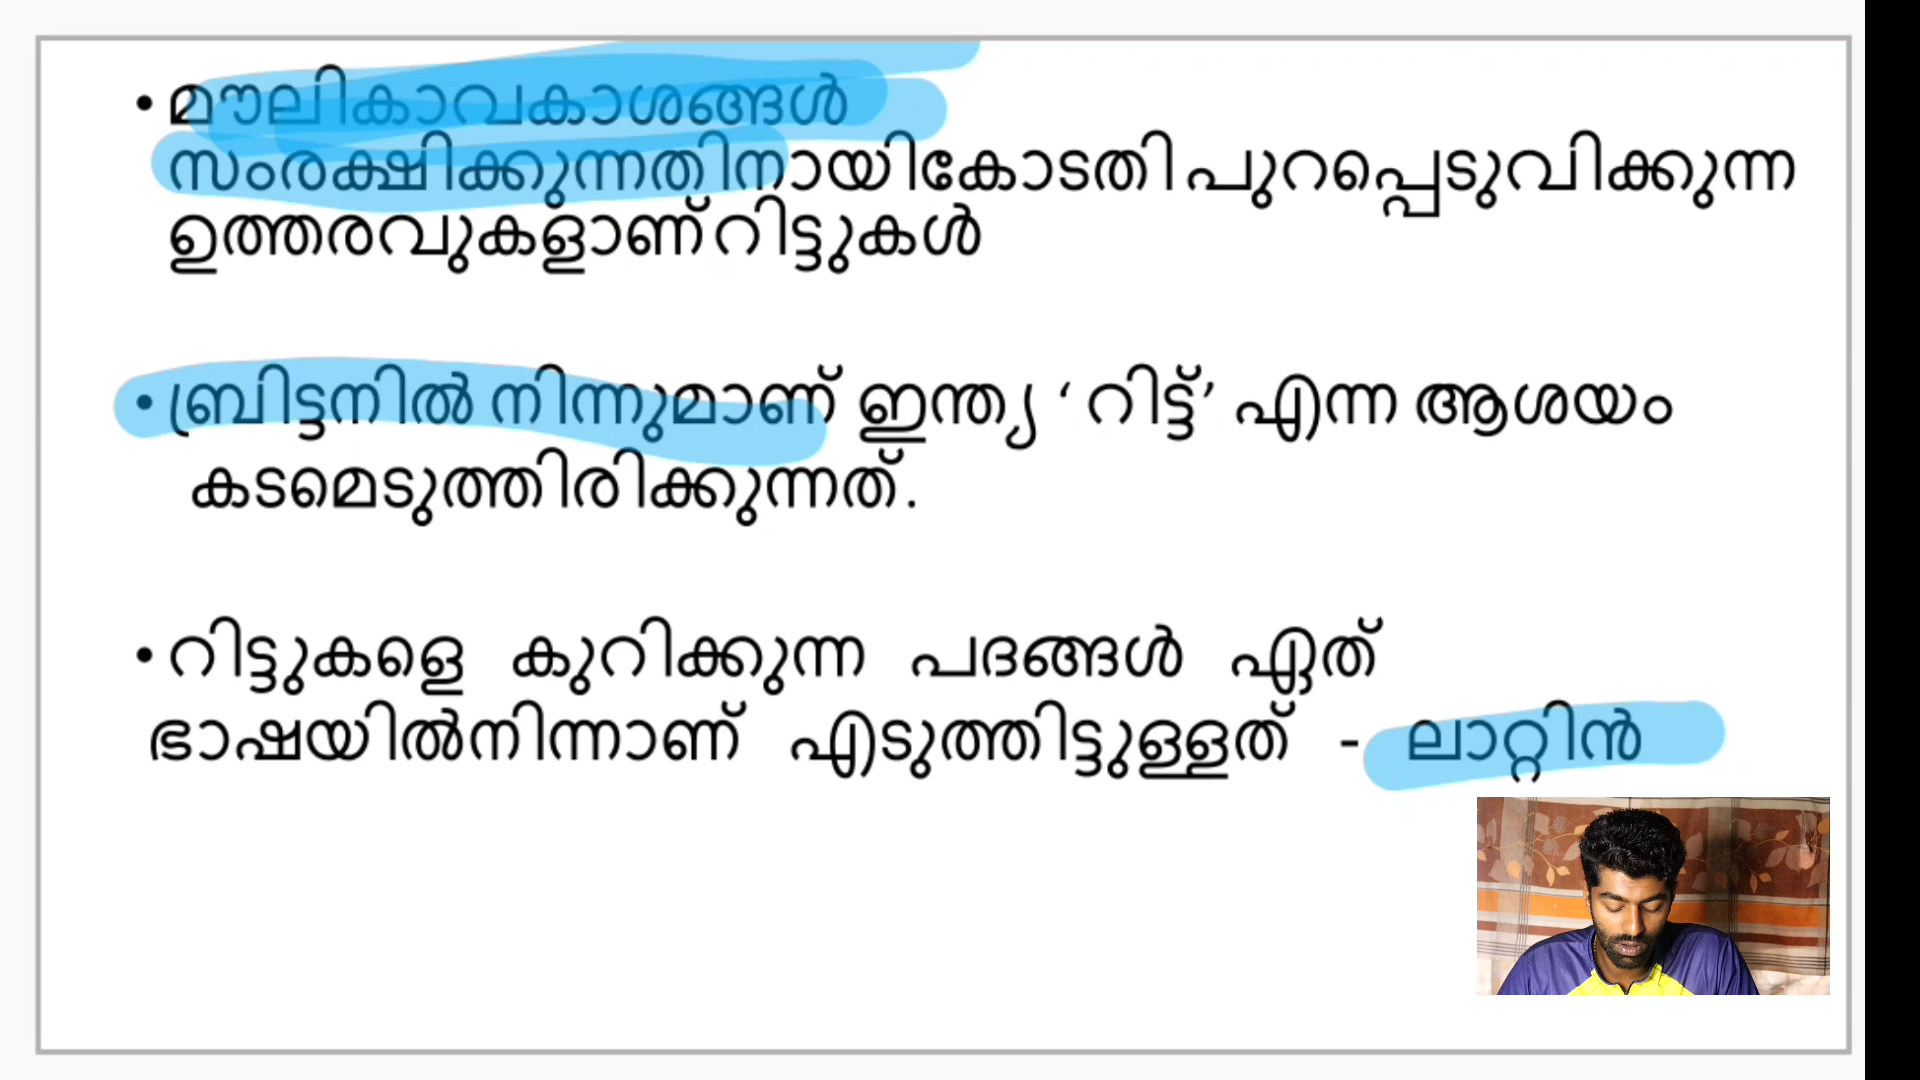 • മൗലികാവകാശങ്ങൾ
സംരക്ഷിക്കുന്നതിനായി കോടതി പുറപ്പെടുവിക്കുന്ന
ഉത്തരവുകളാണ് റിട്ടുകൾ
• ബ്രിട്ടനിൽ നിന്നുമാണ് ഇന്ത്യ ‘ റിട്ട്’ എന്ന ആശയം
കടമെടുത്തിരിക്കുന്നത്.
• റിട്ടുകളെ കുറിക്കുന്ന പദങ്ങൾ ഏത്
ഭാഷയിൽനിന്നാണ് എടുത്തിട്ടുള്ളത് - ലാറ്റിൻ